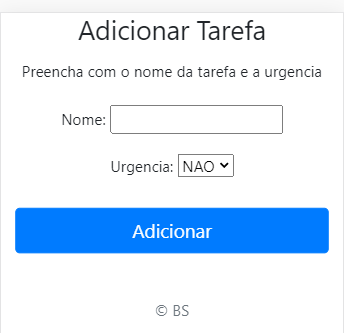 Adicionar Tarefa
Preencha com o nome da tarefa e a urgencia
Nome:
Urgencia: NAO
Adicionar
© BS